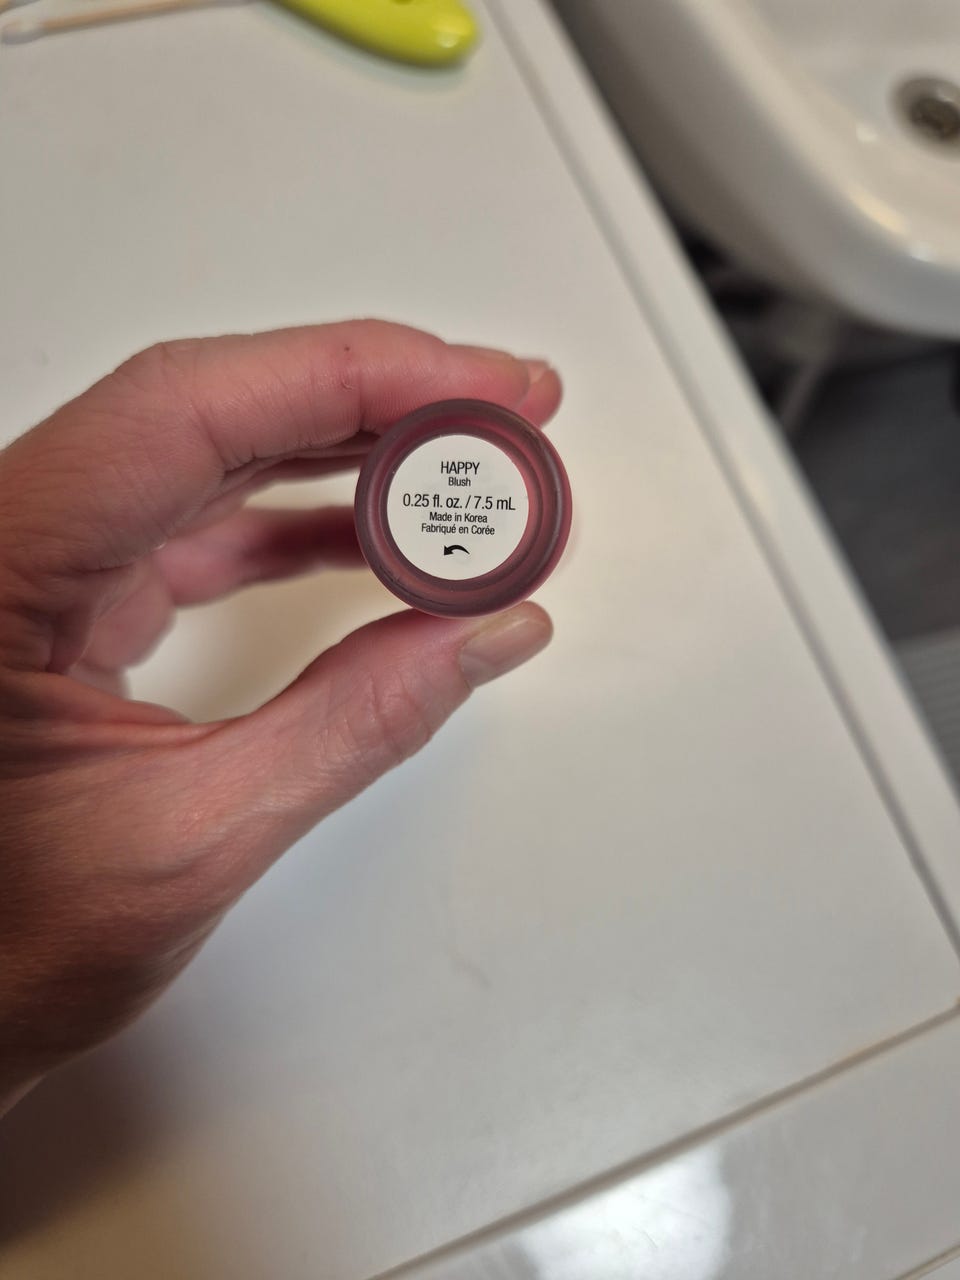 HAPPY
Blush
0.25 fl. oz. / 7.5 mL
Made in Korea
Fabriqué en Corée